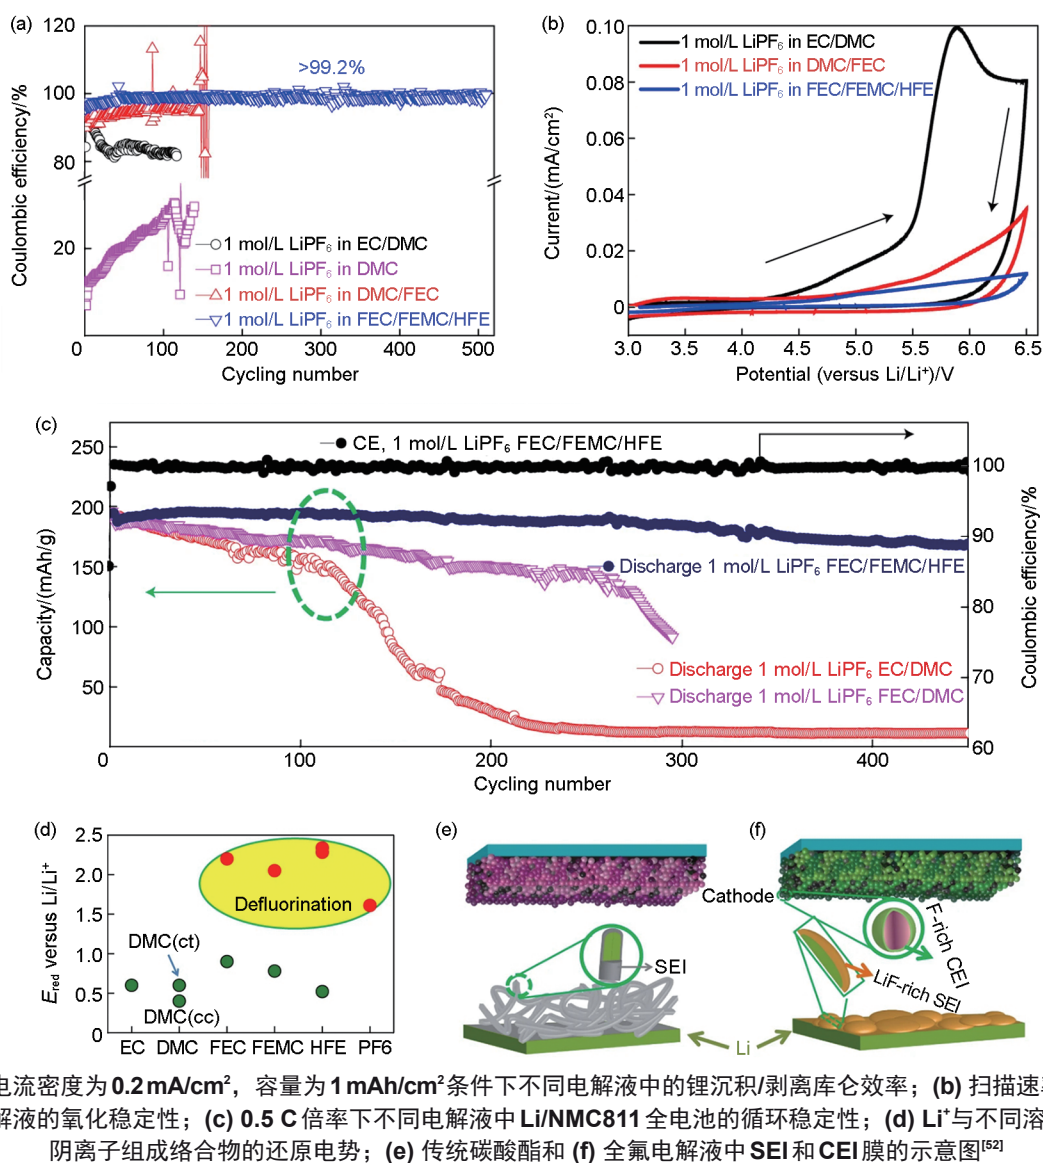 (a)
120
100
80
20
Coulombic efficiency/%
>99.2%
1 mol/L LiPF₆ in EC/DMC
1 mol/L LiPF₆ in DMC
1 mol/L LiPF₆ in DMC/FEC
1 mol/L LiPF₆ in FEC/FEMC/HFE
0 100 200 300 400 500
Cycling number
(b)
0.10
0.08
0.06
0.04
0.02
0
Current/(mA/cm²)
1 mol/L LiPF₆ in EC/DMC
1 mol/L LiPF₆ in DMC/FEC
1 mol/L LiPF₆ in FEC/FEMC/HFE
3.0 3.5 4.0 4.5 5.0 5.5 6.0 6.5
Potential (versus Li/Li⁺)/V
(c)
250
200
150
100
50
Capacity/(mAh/g)
CE, 1 mol/L LiPF₆ FEC/FEMC/HFE
Discharge 1 mol/L LiPF₆ FEC/FEMC/HFE
Discharge 1 mol/L LiPF₆ EC/DMC
Discharge 1 mol/L LiPF₆ FEC/DMC
100
90
80
70
60
Coulombic efficiency/%
0 100 200 300 400
Cycling number
(d)
2.5
2.0
1.5
1.0
0.5
0
E_red versus Li/Li⁺
Defluorination
DMC(ct)
DMC(cc)
EC DMC FEC FEMC HFE PF6
(e)
SEI
Li
(f)
Cathode
F-rich CEI
LiF-rich SEI
电流密度为0.2 mA/cm²，容量为1 mAh/cm²条件下不同电解液中的锂沉积/剥离库仑效率；(b) 扫描速率
解液的氧化稳定性；(c) 0.5 C倍率下不同电解液中Li/NMC811全电池的循环稳定性；(d) Li⁺与不同溶
阴离子组成络合物的还原电势；(e) 传统碳酸酯和 (f) 全氟电解液中SEI和CEI膜的示意图[52]